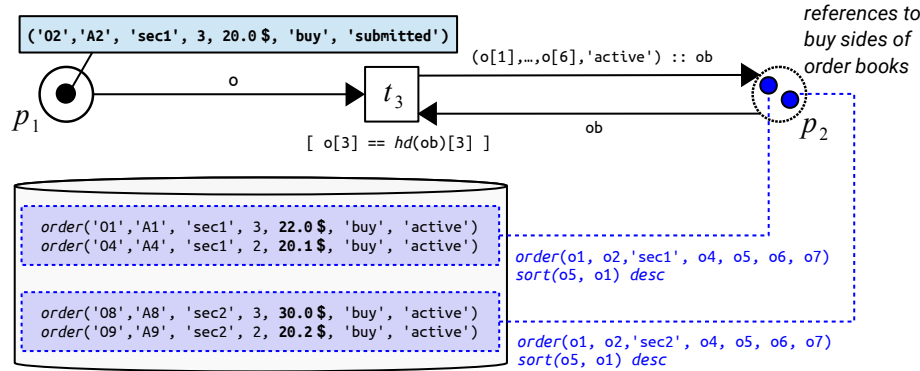 references to
buy sides of
order books
('O2','A2', 'sec1', 3, 20.0 $, 'buy', 'submitted')
(o[1],…,o[6],'active') :: ob
o
t3
p1
ob
p2
[ o[3] == hd(ob)[3] ]
order('O1','A1', 'sec1', 3, 22.0 $, 'buy', 'active')
order('O4','A4', 'sec1', 2, 20.1 $, 'buy', 'active')
order(o1, o2,'sec1', o4, o5, o6, o7)
sort(o5, o1) desc
order('O8','A8', 'sec2', 3, 30.0 $, 'buy', 'active')
order('O9','A9', 'sec2', 2, 20.2 $, 'buy', 'active')
order(o1, o2,'sec2', o4, o5, o6, o7)
sort(o5, o1) desc